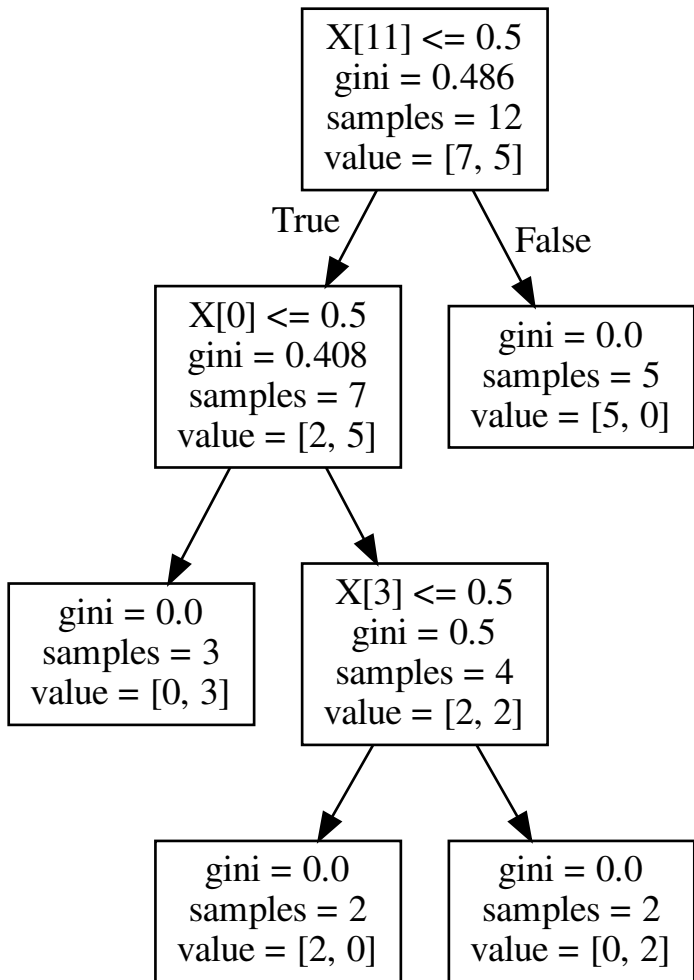 X[11] <= 0.5
gini = 0.486
samples = 12
value = [7, 5]
True
False
X[0] <= 0.5
gini = 0.408
samples = 7
value = [2, 5]
gini = 0.0
samples = 5
value = [5, 0]
gini = 0.0
samples = 3
value = [0, 3]
X[3] <= 0.5
gini = 0.5
samples = 4
value = [2, 2]
gini = 0.0
samples = 2
value = [2, 0]
gini = 0.0
samples = 2
value = [0, 2]